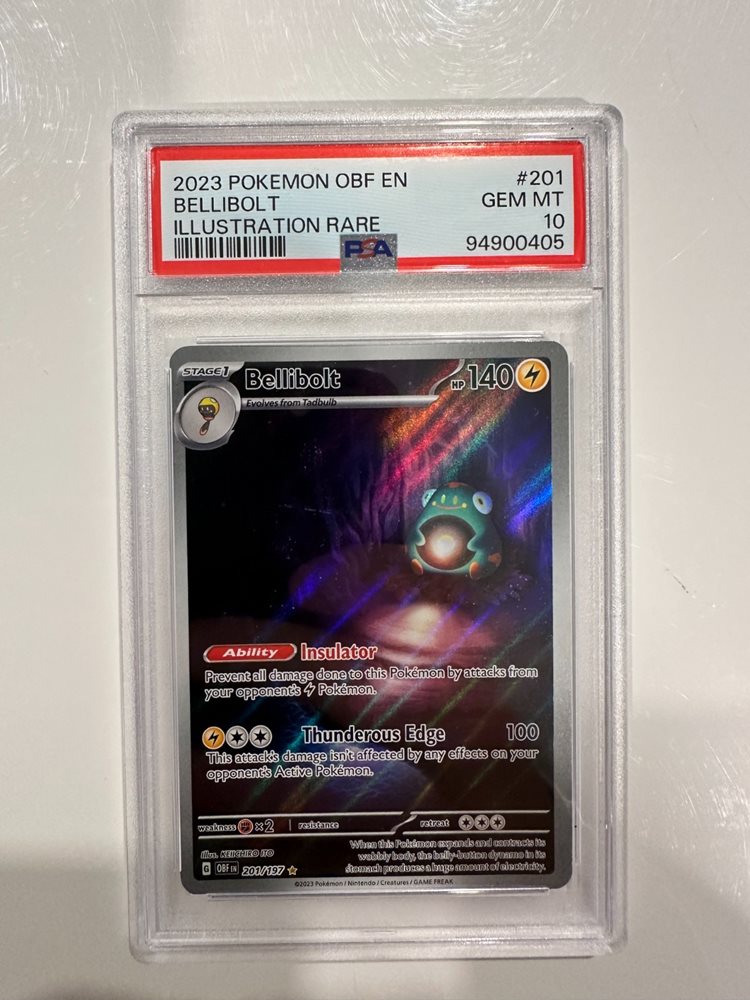 2023 POKEMON OBF EN #201
BELLIBOLT GEM MT
ILLUSTRATION RARE 10
PSA 94900405
STAGE1 Bellibolt HP 140
Evolves from Tadbulb
Ability Insulator
Prevent all damage done to this Pokémon by attacks from
your opponent's Pokémon.
Thunderous Edge 100
This attack's damage isn't affected by any effects on your
opponent's Active Pokémon.
weakness ×2 resistance retreat
When this Pokémon expands and contracts its
wobbly body, the belly-button dynamo in its
stomach produces a huge amount of electricity.
Illus. KEIICHIRO ITO
G OBF EN 201/197
©2023 Pokémon / Nintendo / Creatures / GAME FREAK